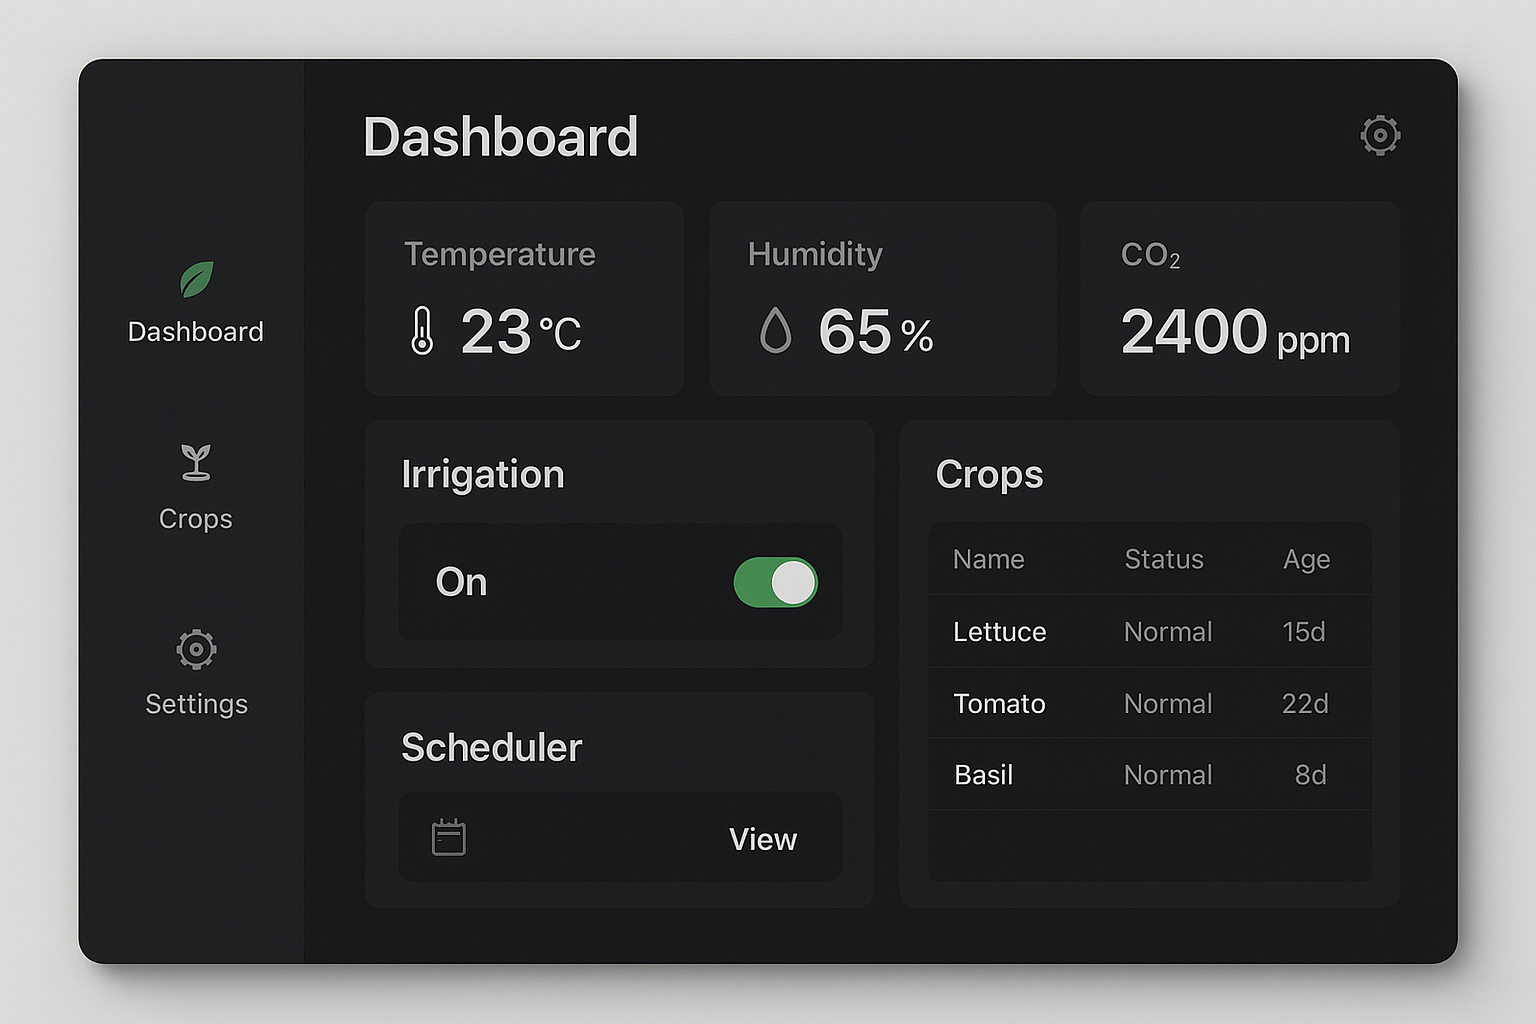 Dashboard
Dashboard
Crops
Settings
Temperature
23 °C
Humidity
65 %
CO₂
2400 ppm
Irrigation
On
Scheduler
View
Crops
Name Status Age
Lettuce Normal 15d
Tomato Normal 22d
Basil Normal 8d